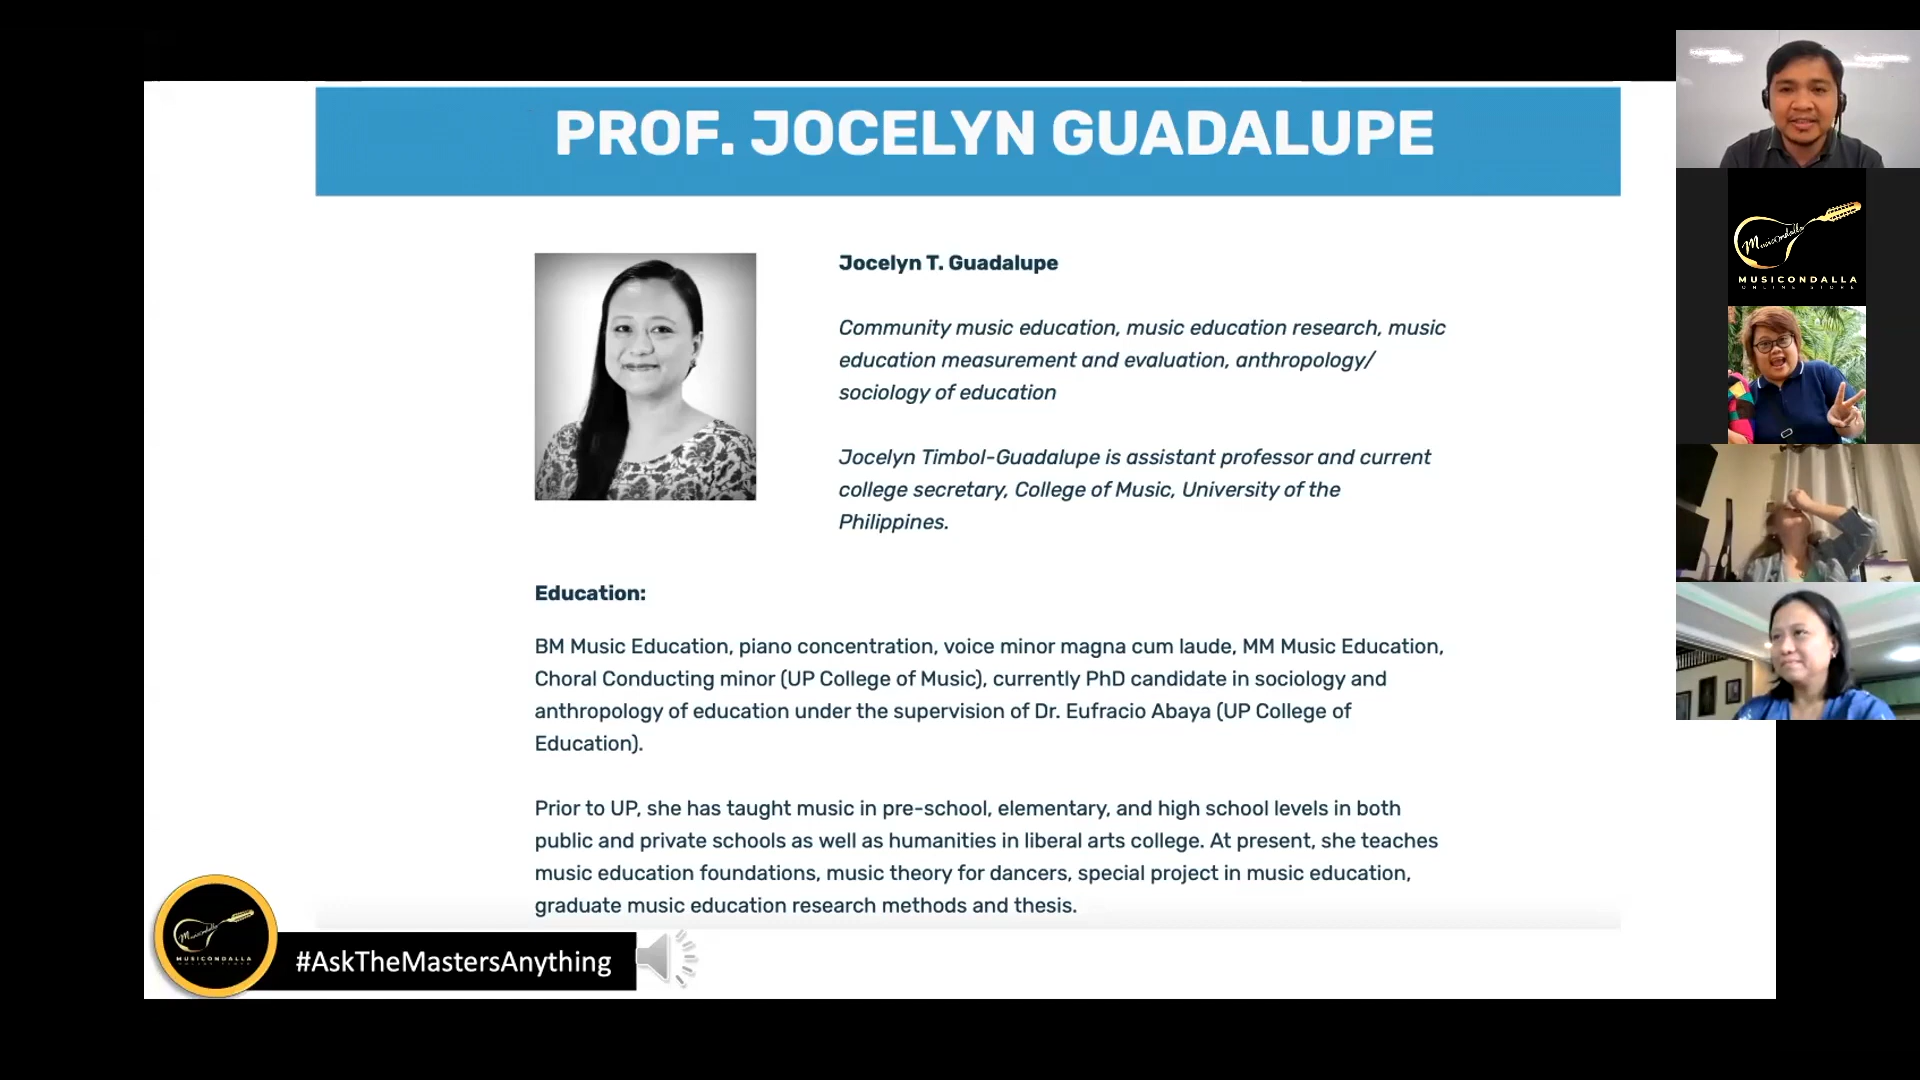 PROF. JOCELYN GUADALUPE
Jocelyn T. Guadalupe
Community music education, music education research, music
education measurement and evaluation, anthropology/
sociology of education
Jocelyn Timbol-Guadalupe is assistant professor and current
college secretary, College of Music, University of the
Philippines.
Education:
BM Music Education, piano concentration, voice minor magna cum laude, MM Music Education,
Choral Conducting minor (UP College of Music), currently PhD candidate in sociology and
anthropology of education under the supervision of Dr. Eufracio Abaya (UP College of
Education).
Prior to UP, she has taught music in pre-school, elementary, and high school levels in both
public and private schools as well as humanities in liberal arts college. At present, she teaches
music education foundations, music theory for dancers, special project in music education,
graduate music education research methods and thesis.
Musicondalla
MUSICONDALLA
#AskTheMastersAnything
Musicondalla
MUSICONDALLA
ONLINE STORE